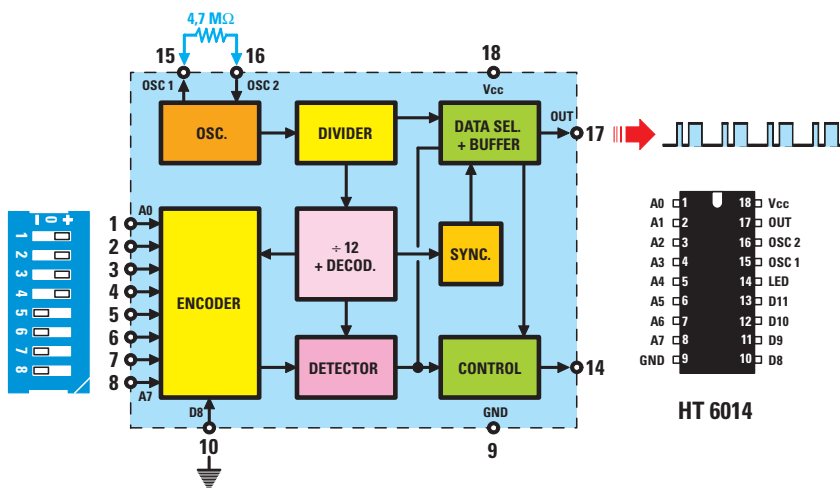 4,7 MΩ
15
16
18
OSC 1
OSC 2
Vcc
OSC.
DIVIDER
DATA SEL.
+ BUFFER
OUT
17
– 0 +
1
2
3
4
5
6
7
8
A0
1
2
3
4
5
6
7
8
A7
ENCODER
÷ 12
+ DECOD.
SYNC.
DETECTOR
CONTROL
14
D8
10
GND
9
A0 1 18 Vcc
A1 2 17 OUT
A2 3 16 OSC 2
A3 4 15 OSC 1
A4 5 14 LED
A5 6 13 D11
A6 7 12 D10
A7 8 11 D9
GND 9 10 D8
HT 6014